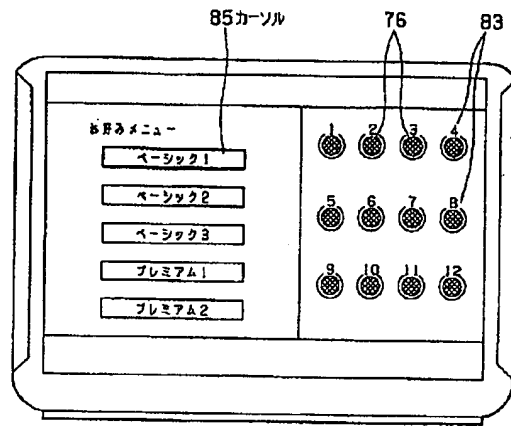 85カーソル 76 83
お好みメニュー
ベーシック1
ベーシック2
ベーシック3
プレミアム1
プレミアム2
1 2 3 4
5 6 7 8
9 10 11 12